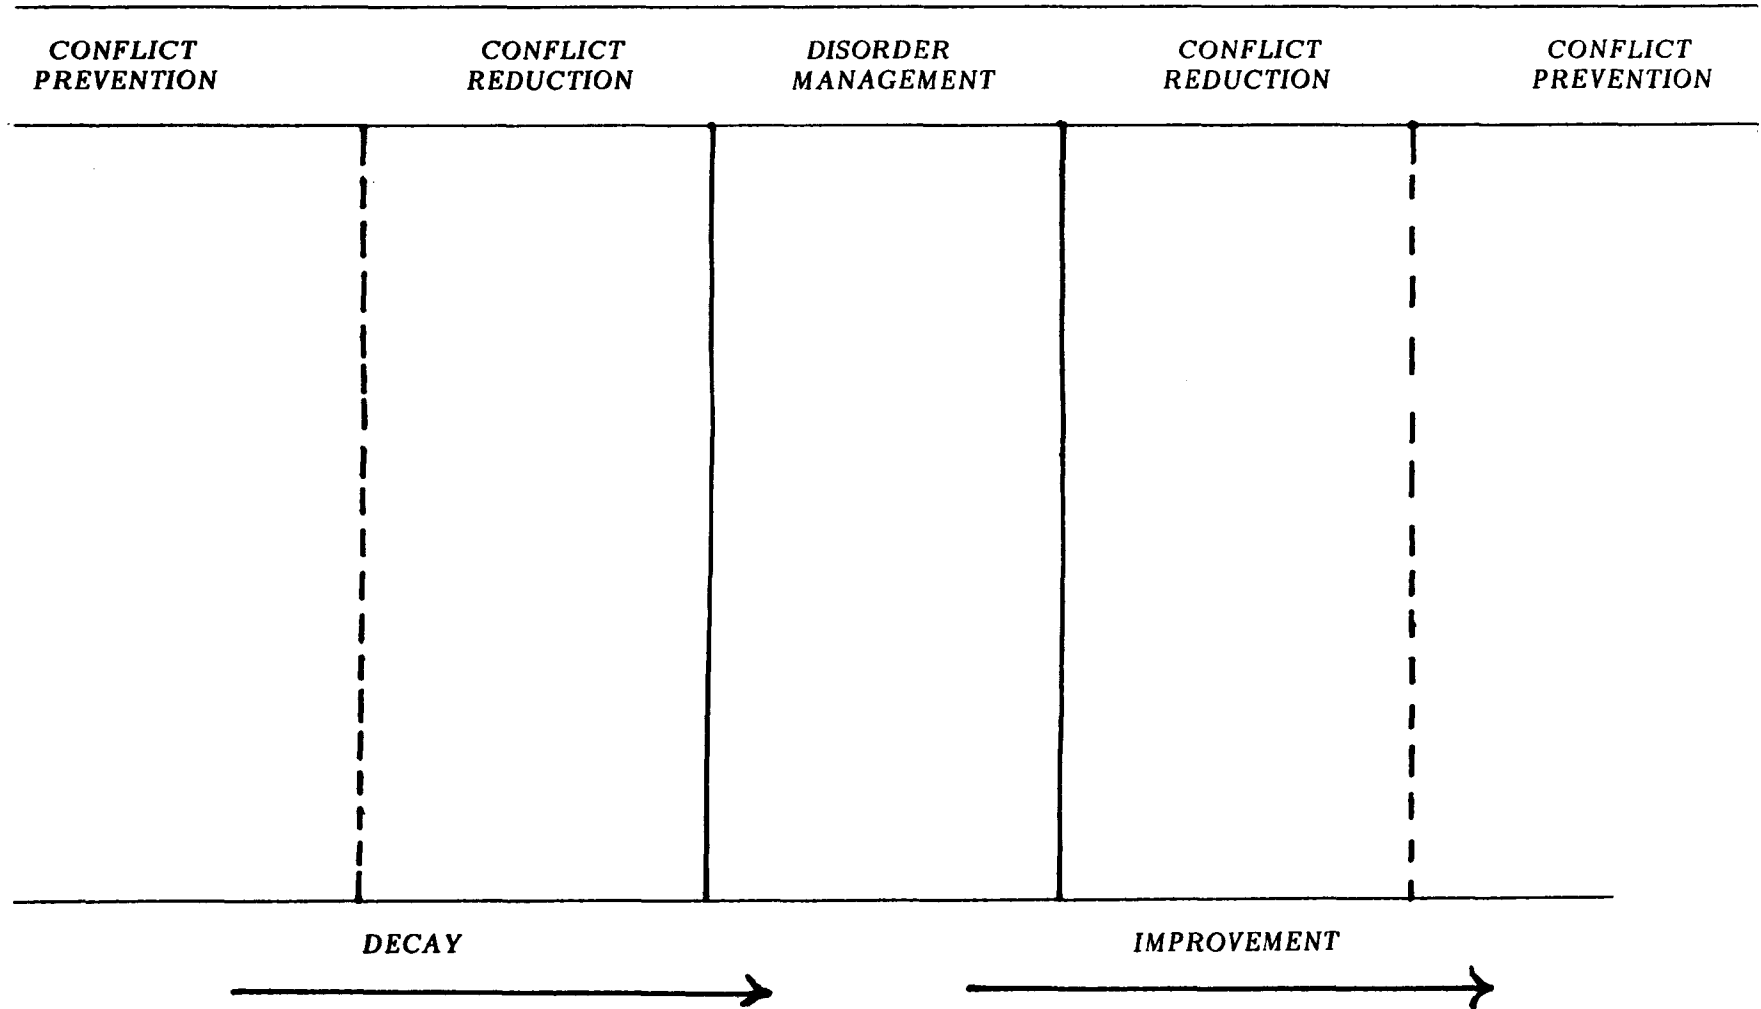 CONFLICT
PREVENTION
CONFLICT
REDUCTION
DISORDER
MANAGEMENT
CONFLICT
REDUCTION
CONFLICT
PREVENTION
DECAY
IMPROVEMENT